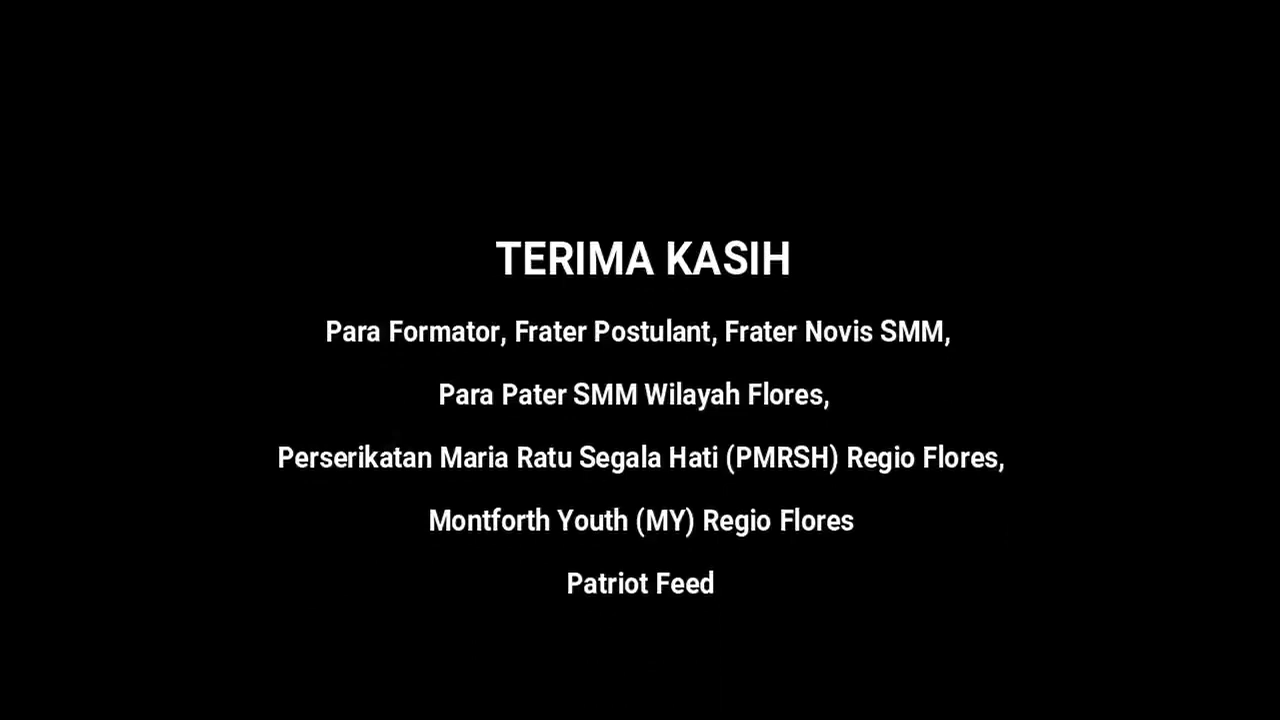 TERIMA KASIH
Para Formator, Frater Postulant, Frater Novis SMM,
Para Pater SMM Wilayah Flores,
Perserikatan Maria Ratu Segala Hati (PMRSH) Regio Flores,
Montforth Youth (MY) Regio Flores
Patriot Feed